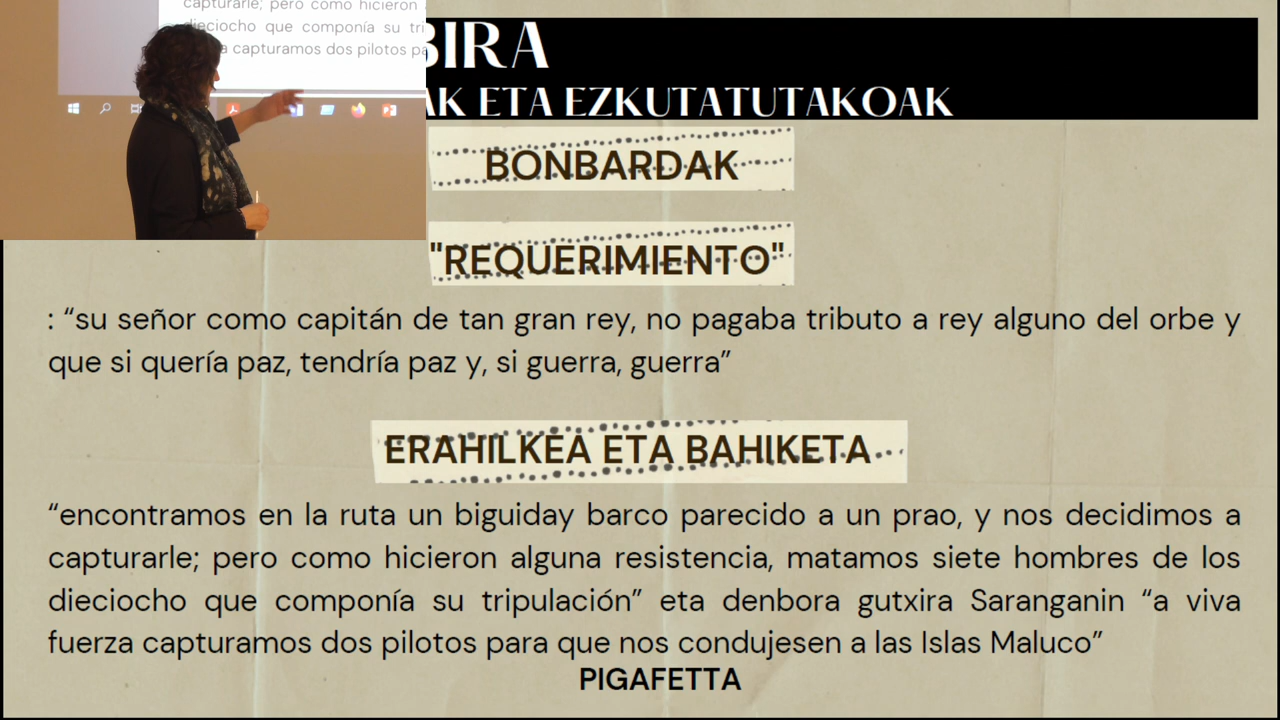 capturarle; pero como hicieron
dieciocho que componía su tri
a capturamos dos pilotos pa
BIRA
AK ETA EZKUTATUTAKOAK
BONBARDAK
"REQUERIMIENTO"
: “su señor como capitán de tan gran rey, no pagaba tributo a rey alguno del orbe y
que si quería paz, tendría paz y, si guerra, guerra”
ERAHILKEA ETA BAHIKETA
“encontramos en la ruta un biguiday barco parecido a un prao, y nos decidimos a
capturarle; pero como hicieron alguna resistencia, matamos siete hombres de los
dieciocho que componía su tripulación” eta denbora gutxira Saranganin “a viva
fuerza capturamos dos pilotos para que nos condujesen a las Islas Maluco”
PIGAFETTA